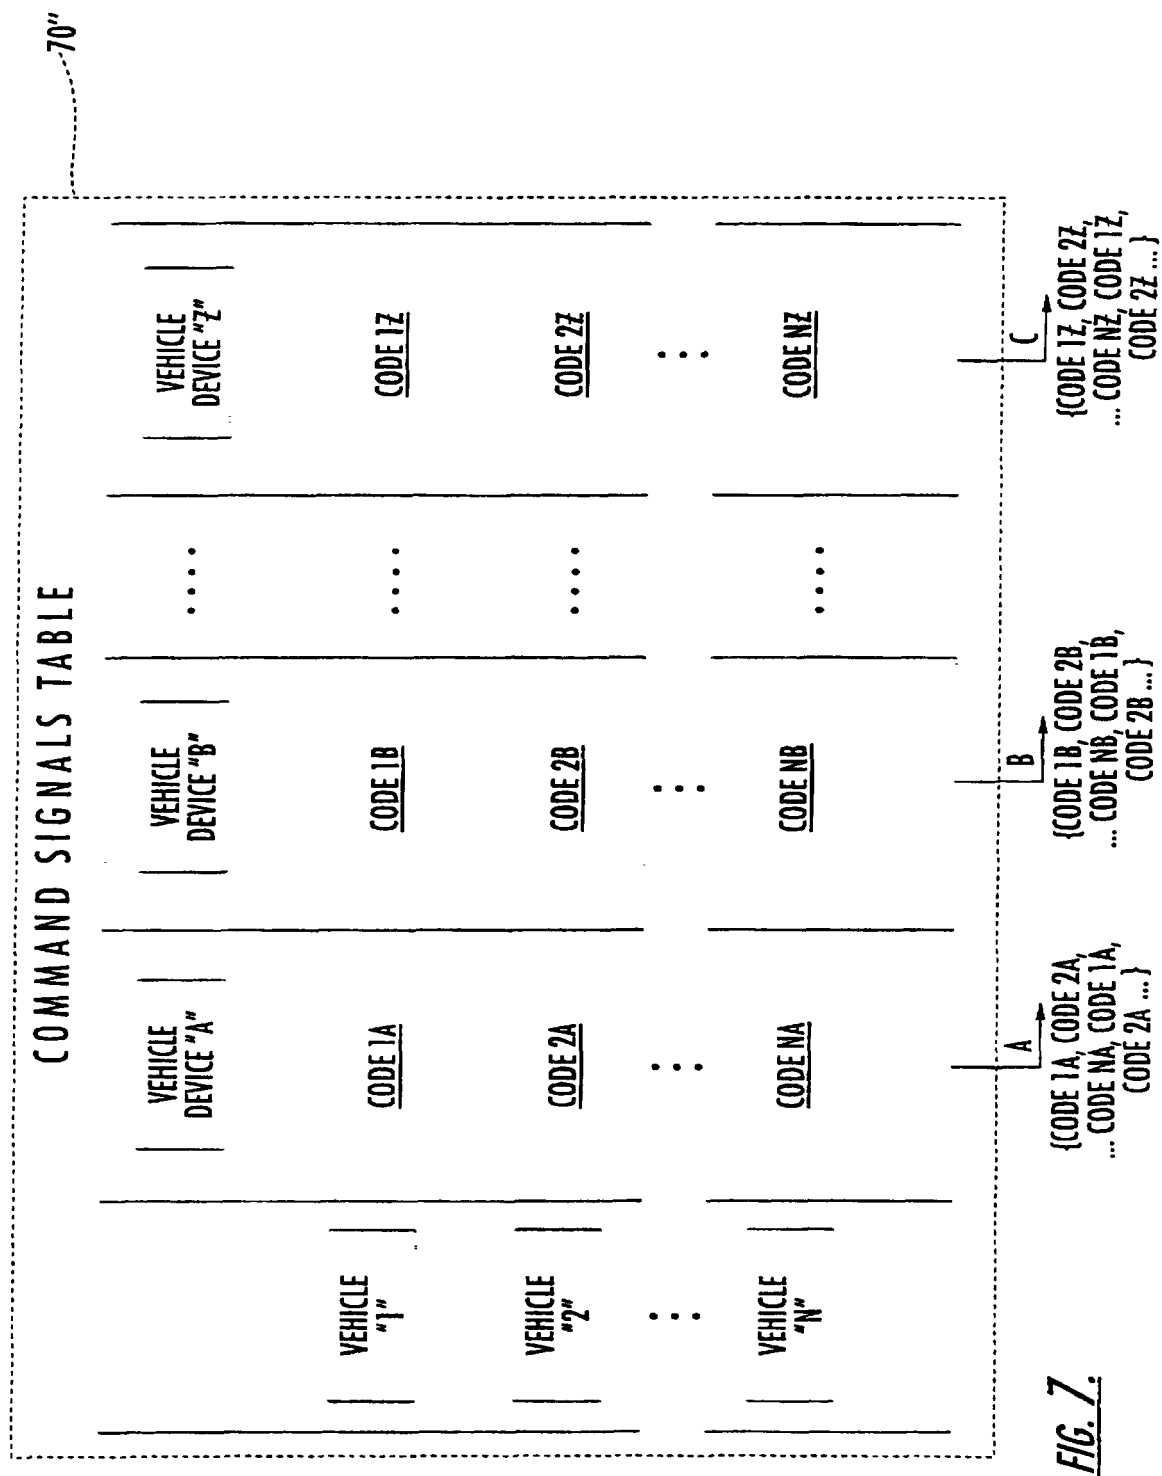 70"
COMMAND SIGNALS TABLE
VEHICLE
DEVICE "A"
VEHICLE
DEVICE "B"
....
VEHICLE
DEVICE "Z"
VEHICLE
"1"
CODE 1A
CODE 1B
....
CODE 1Z
VEHICLE
"2"
CODE 2A
CODE 2B
....
CODE 2Z
...
...
...
...
VEHICLE
"N"
CODE NA
CODE NB
....
CODE NZ
A
B
C
{CODE 1A, CODE 2A,
... CODE NA, CODE 1A,
CODE 2A ...}
{CODE 1B, CODE 2B,
... CODE NB, CODE 1B,
CODE 2B ...}
{CODE 1Z, CODE 2Z,
... CODE NZ, CODE 1Z,
CODE 2Z ...}
FIG. 7.